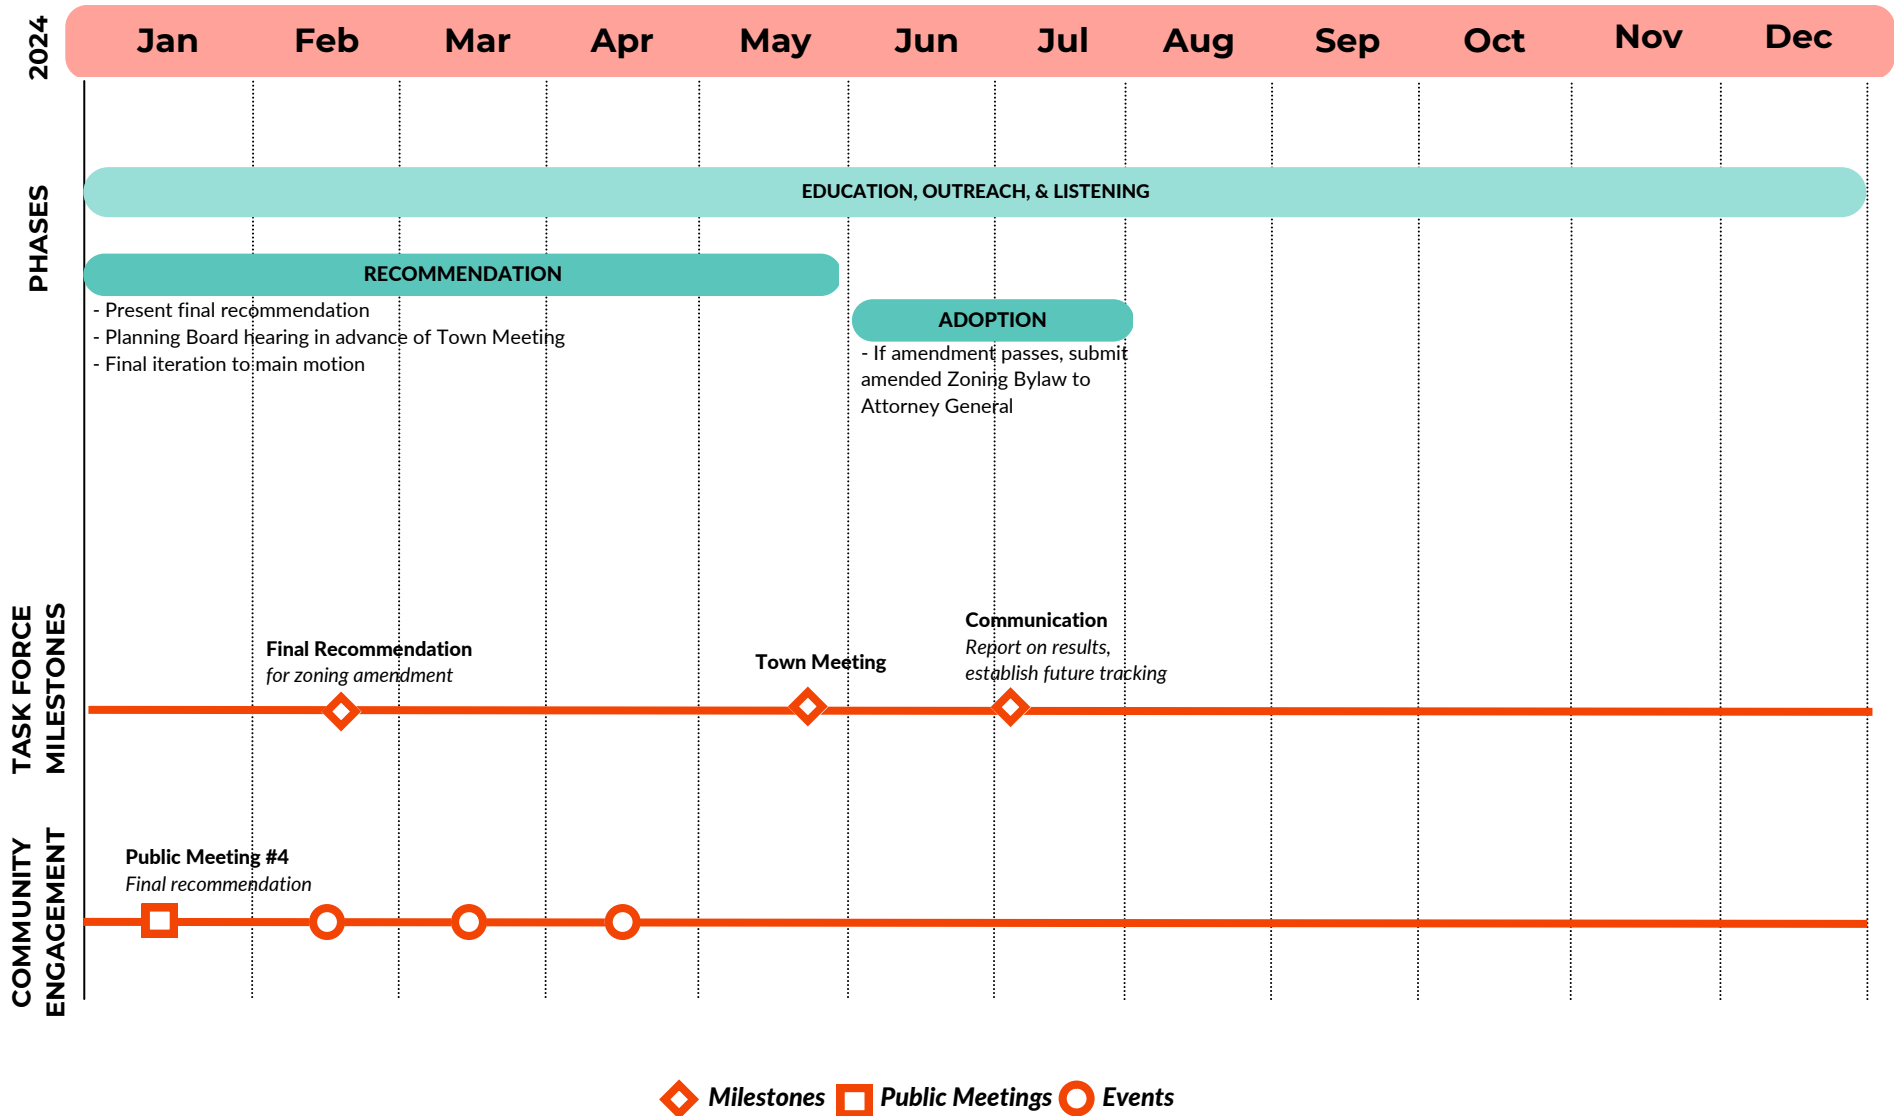 2024
Jan Feb Mar Apr May Jun Jul Aug Sep Oct Nov Dec
PHASES
EDUCATION, OUTREACH, & LISTENING
RECOMMENDATION
- Present final recommendation
- Planning Board hearing in advance of Town Meeting
- Final iteration to main motion
ADOPTION
- If amendment passes, submit
amended Zoning Bylaw to
Attorney General
TASK FORCE
MILESTONES
Final Recommendation
for zoning amendment
Town Meeting
Communication
Report on results,
establish future tracking
COMMUNITY
ENGAGEMENT
Public Meeting #4
Final recommendation
Milestones Public Meetings Events